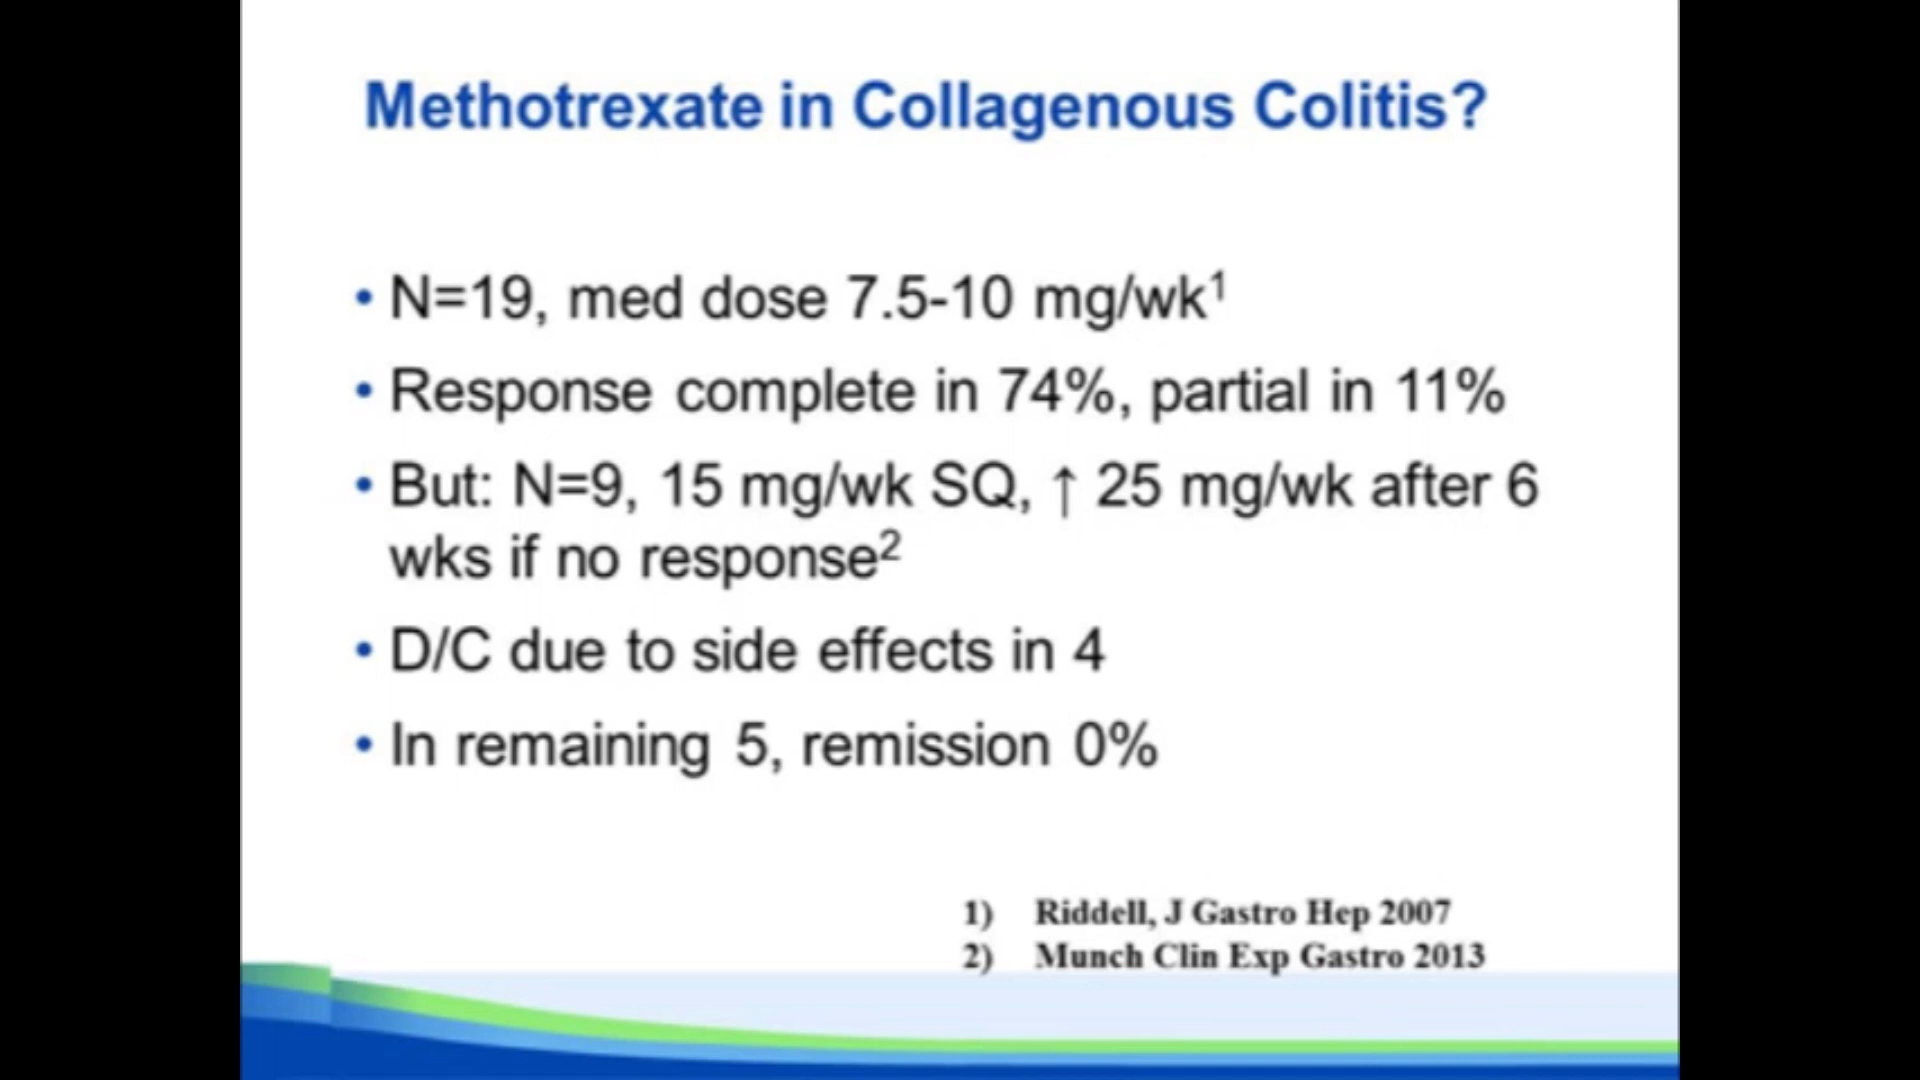 Methotrexate in Collagenous Colitis?
• N=19, med dose 7.5-10 mg/wk¹
• Response complete in 74%, partial in 11%
• But: N=9, 15 mg/wk SQ, ↑ 25 mg/wk after 6
wks if no response²
• D/C due to side effects in 4
• In remaining 5, remission 0%
1) Riddell, J Gastro Hep 2007
2) Munch Clin Exp Gastro 2013